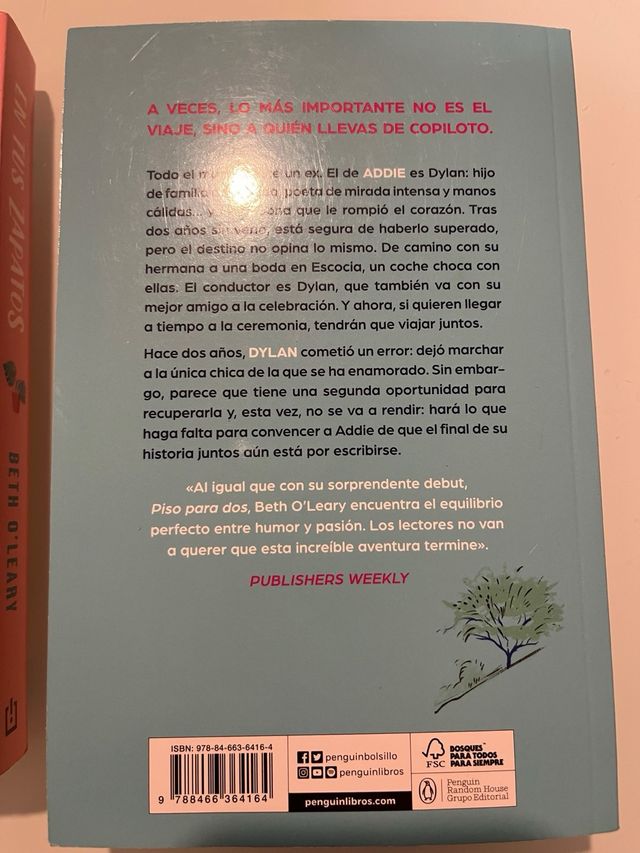 EN TUS ZAPATOS
BETH O'LEARY
A VECES, LO MÁS IMPORTANTE NO ES EL
VIAJE, SINO A QUIÉN LLEVAS DE COPILOTO.
Todo el un ex. El de ADDIE es Dylan: hijo
de familia poeta de mirada intensa y manos
cálidas... y que le rompió el corazón. Tras
dos años sin verlo, está segura de haberlo superado,
pero el destino no opina lo mismo. De camino con su
hermana a una boda en Escocia, un coche choca con
ellas. El conductor es Dylan, que también va con su
mejor amigo a la celebración. Y ahora, si quieren llegar
a tiempo a la ceremonia, tendrán que viajar juntos.
Hace dos años, DYLAN cometió un error: dejó marchar
a la única chica de la que se ha enamorado. Sin embar-
go, parece que tiene una segunda oportunidad para
recuperarla y, esta vez, no se va a rendir: hará lo que
haga falta para convencer a Addie de que el final de su
historia juntos aún está por escribirse.
«Al igual que con su sorprendente debut,
Piso para dos, Beth O'Leary encuentra el equilibrio
perfecto entre humor y pasión. Los lectores no van
a querer que esta increíble aventura termine».
PUBLISHERS WEEKLY
ISBN: 978-84-663-6416-4
9 788466 364164
penguinbolsillo
penguinlibros
penguinlibros.com
FSC
BOSQUES
PARA TODOS
PARA SIEMPRE
Penguin
Random House
Grupo Editorial